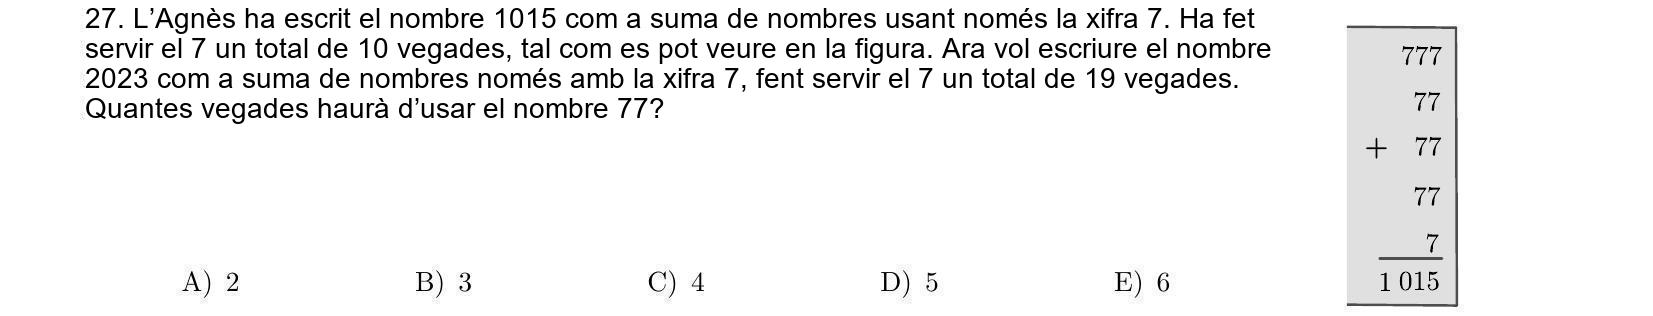 27. L'Agnès ha escrit el nombre 1015 com a suma de nombres usant només la xifra 7. Ha fet
servir el 7 un total de 10 vegades, tal com es pot veure en la figura. Ara vol escriure el nombre
2023 com a suma de nombres només amb la xifra 7, fent servir el 7 un total de 19 vegades.
Quantes vegades haurà d'usar el nombre 77?
777
77
+ 77
77
7
1 015
A) 2 B) 3 C) 4 D) 5 E) 6